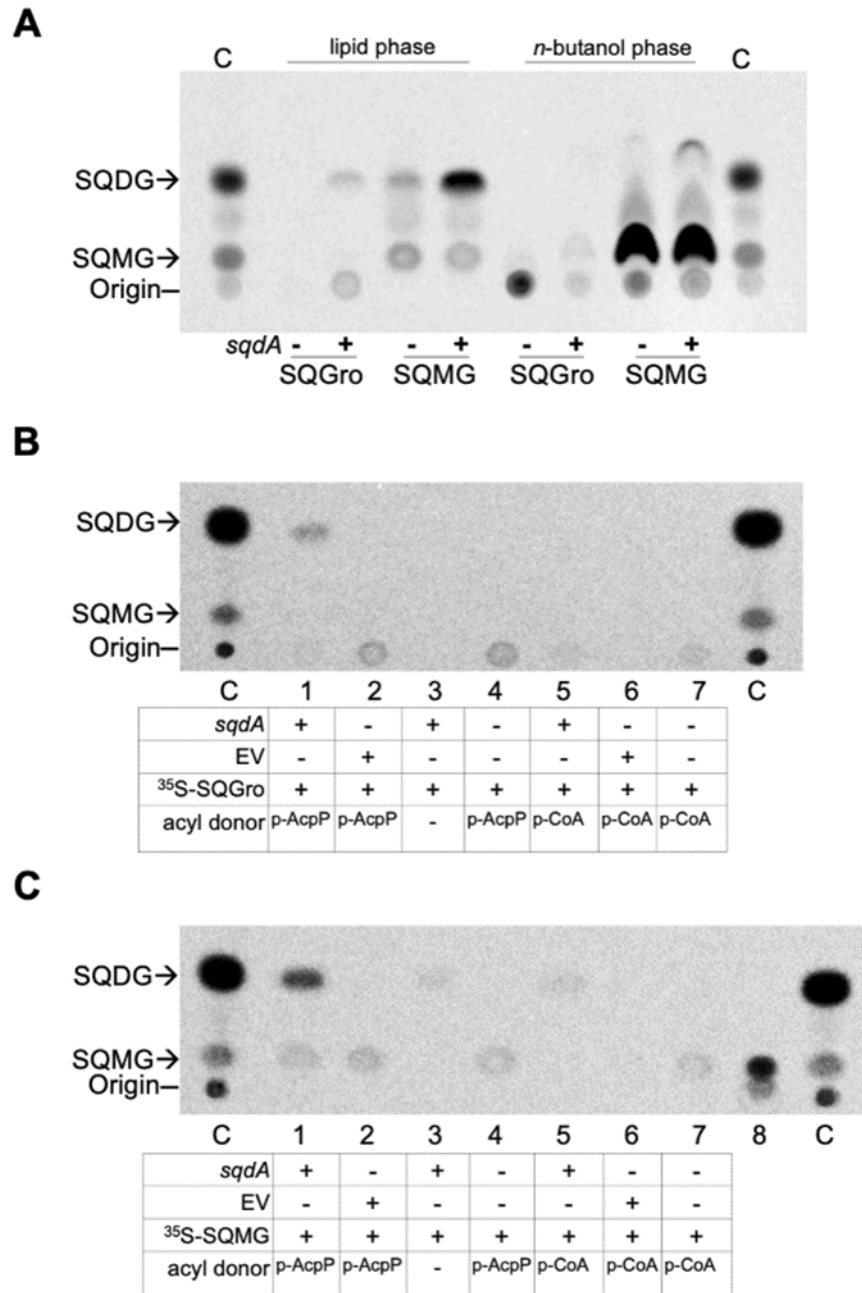 A
C lipid phase n-butanol phase C
SQDG→
SQMG→
Origin–
sqdA - + - + - + - +
SQGro SQMG SQGro SQMG
B
SQDG→
SQMG→
Origin–
C 1 2 3 4 5 6 7 C
sqdA + - + - + - -
EV - + - - - + -
³⁵S-SQGro + + + + + + +
acyl donor p-AcpP p-AcpP - p-AcpP p-CoA p-CoA p-CoA
C
SQDG→
SQMG→
Origin–
C 1 2 3 4 5 6 7 8 C
sqdA + - + - + - -
EV - + - - - + -
³⁵S-SQMG + + + + + + +
acyl donor p-AcpP p-AcpP - p-AcpP p-CoA p-CoA p-CoA